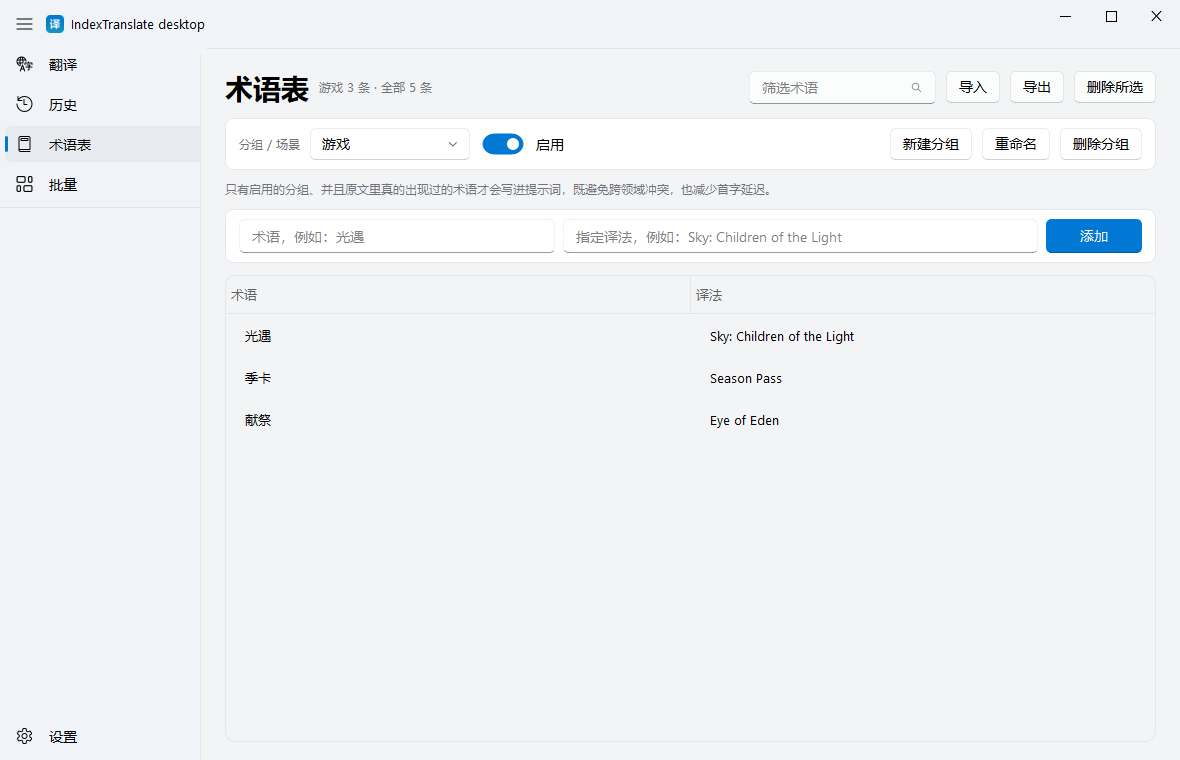 译 IndexTranslate desktop
翻译
历史
术语表
批量
设置
术语表 游戏 3 条 · 全部 5 条 筛选术语 导入 导出 删除所选
分组 / 场景 游戏 启用 新建分组 重命名 删除分组
只有启用的分组、并且原文里真的出现过的术语才会写进提示词，既避免跨领域冲突，也减少首字延迟。
术语，例如：光遇 指定译法，例如：Sky: Children of the Light 添加
术语 译法
光遇 Sky: Children of the Light
季卡 Season Pass
献祭 Eye of Eden